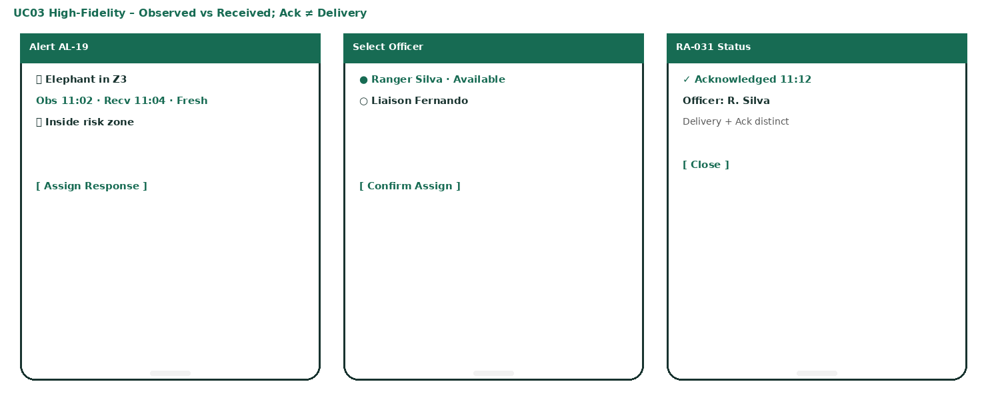 UC03 High-Fidelity – Observed vs Received; Ack ≠ Delivery
Alert AL-19
▯ Elephant in Z3
Obs 11:02 · Recv 11:04 · Fresh
▯ Inside risk zone
[ Assign Response ]
Select Officer
● Ranger Silva · Available
○ Liaison Fernando
[ Confirm Assign ]
RA-031 Status
✓ Acknowledged 11:12
Officer: R. Silva
Delivery + Ack distinct
[ Close ]